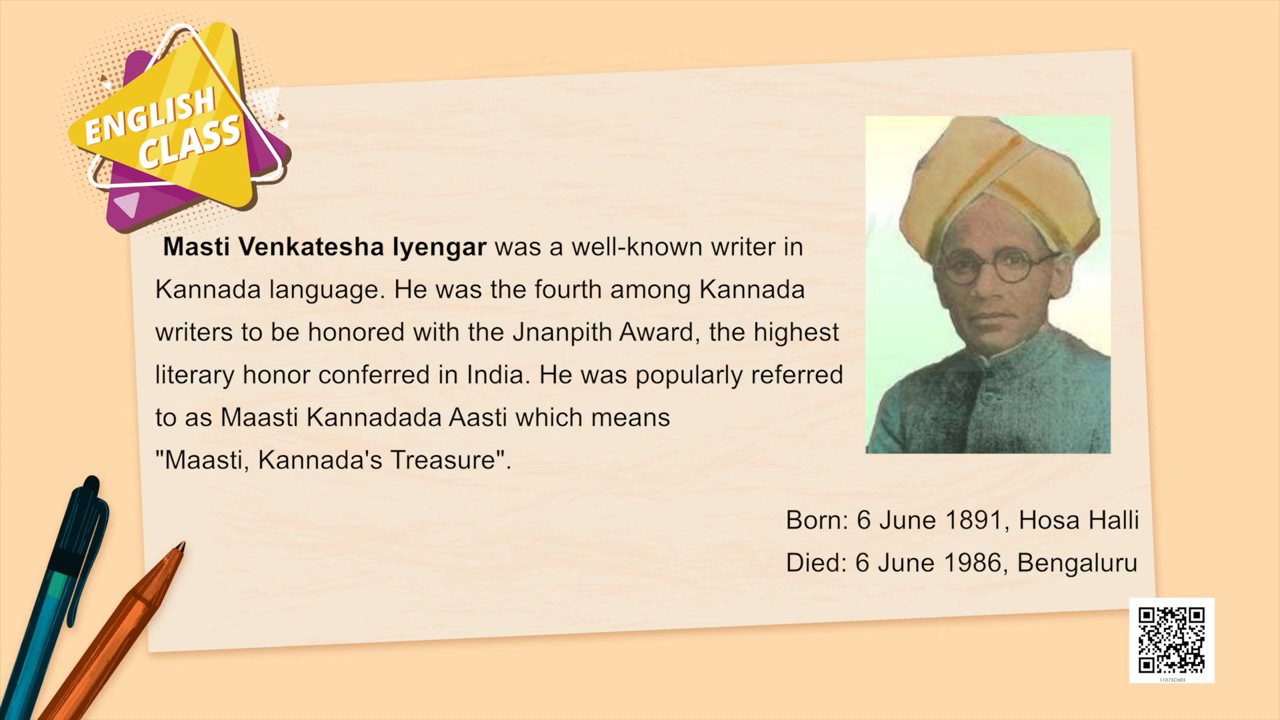 ENGLISH
CLASS
Masti Venkatesha Iyengar was a well-known writer in
Kannada language. He was the fourth among Kannada
writers to be honored with the Jnanpith Award, the highest
literary honor conferred in India. He was popularly referred
to as Maasti Kannadada Aasti which means
"Maasti, Kannada's Treasure".
Born: 6 June 1891, Hosa Halli
Died: 6 June 1986, Bengaluru
11073CH03